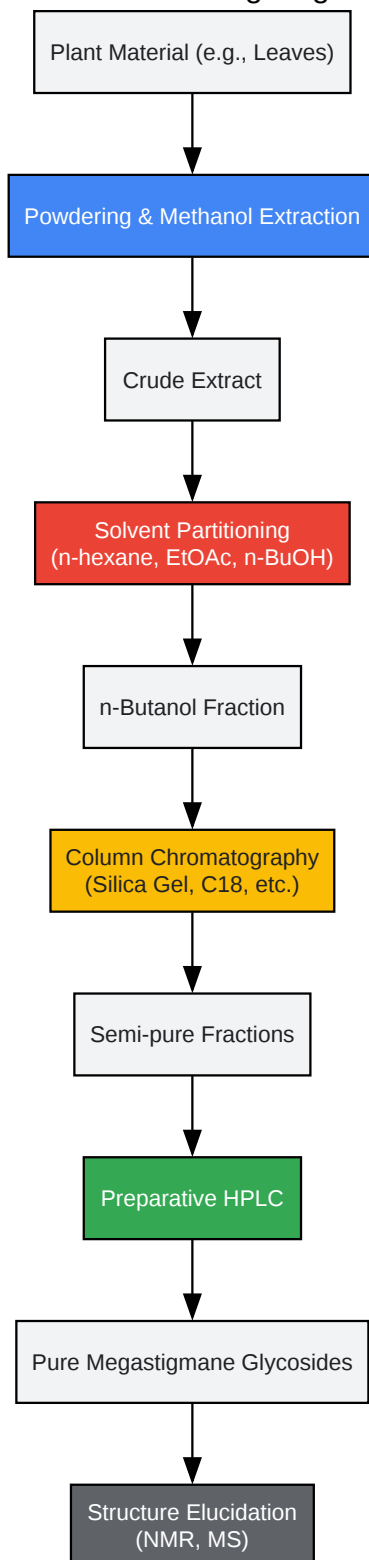 Plant Material (e.g., Leaves)
Powdering & Methanol Extraction
Crude Extract
Solvent Partitioning
(n-hexane, EtOAc, n-BuOH)
n-Butanol Fraction
Column Chromatography
(Silica Gel, C18, etc.)
Semi-pure Fractions
Preparative HPLC
Pure Megastigmane Glycosides
Structure Elucidation
(NMR, MS)